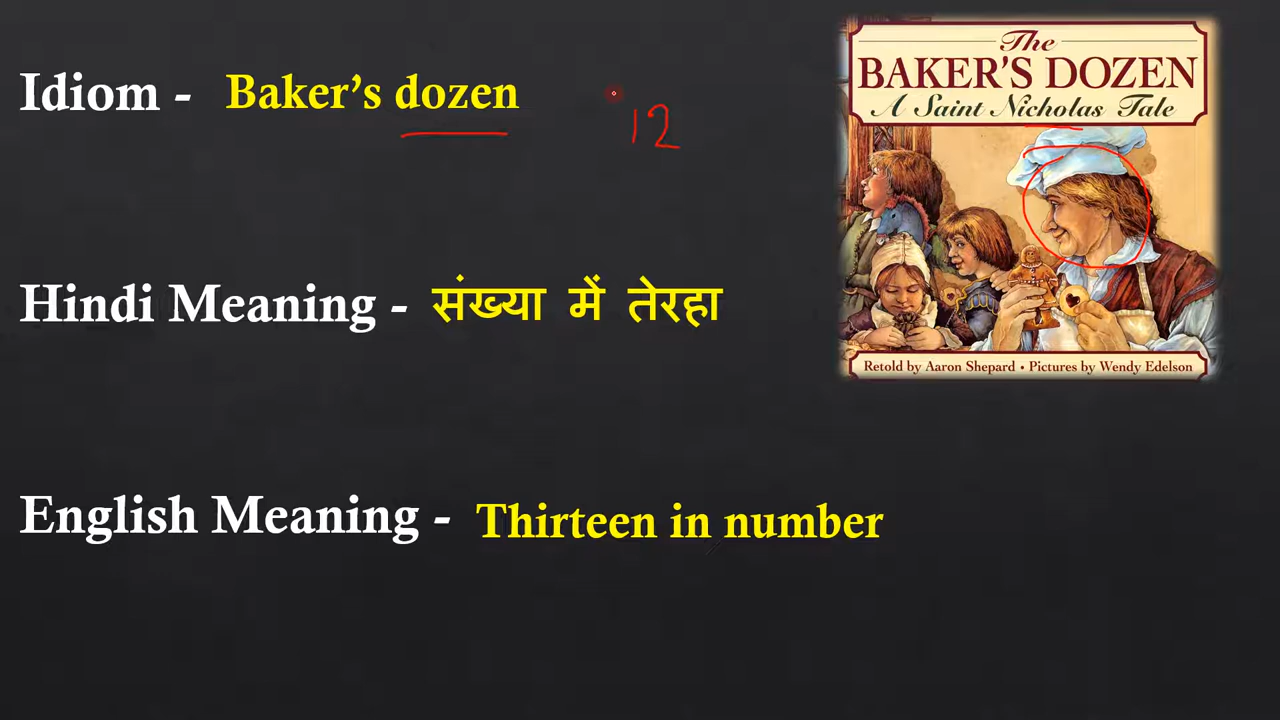 Idiom - Baker's dozen
12
The
BAKER'S DOZEN
A Saint Nicholas Tale
Hindi Meaning - संख्या में तेरहा
Retold by Aaron Shepard • Pictures by Wendy Edelson
English Meaning - Thirteen in number